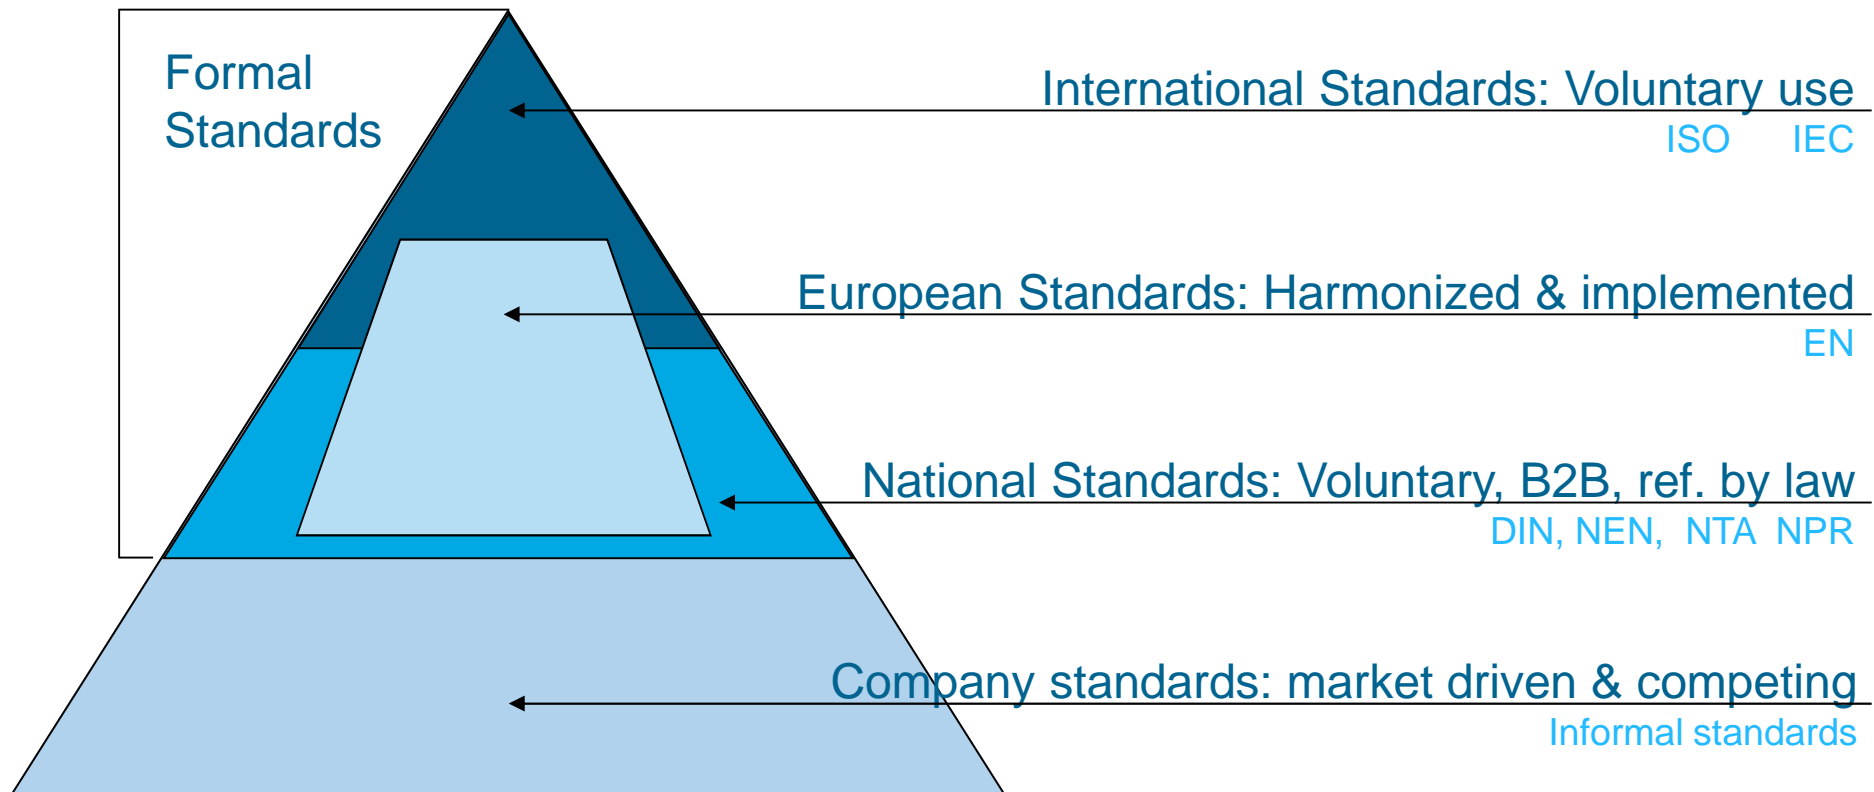 Formal
Standards
International Standards: Voluntary use
ISO IEC
European Standards: Harmonized & implemented
EN
National Standards: Voluntary, B2B, ref. by law
DIN, NEN, NTA NPR
Company standards: market driven & competing
Informal standards